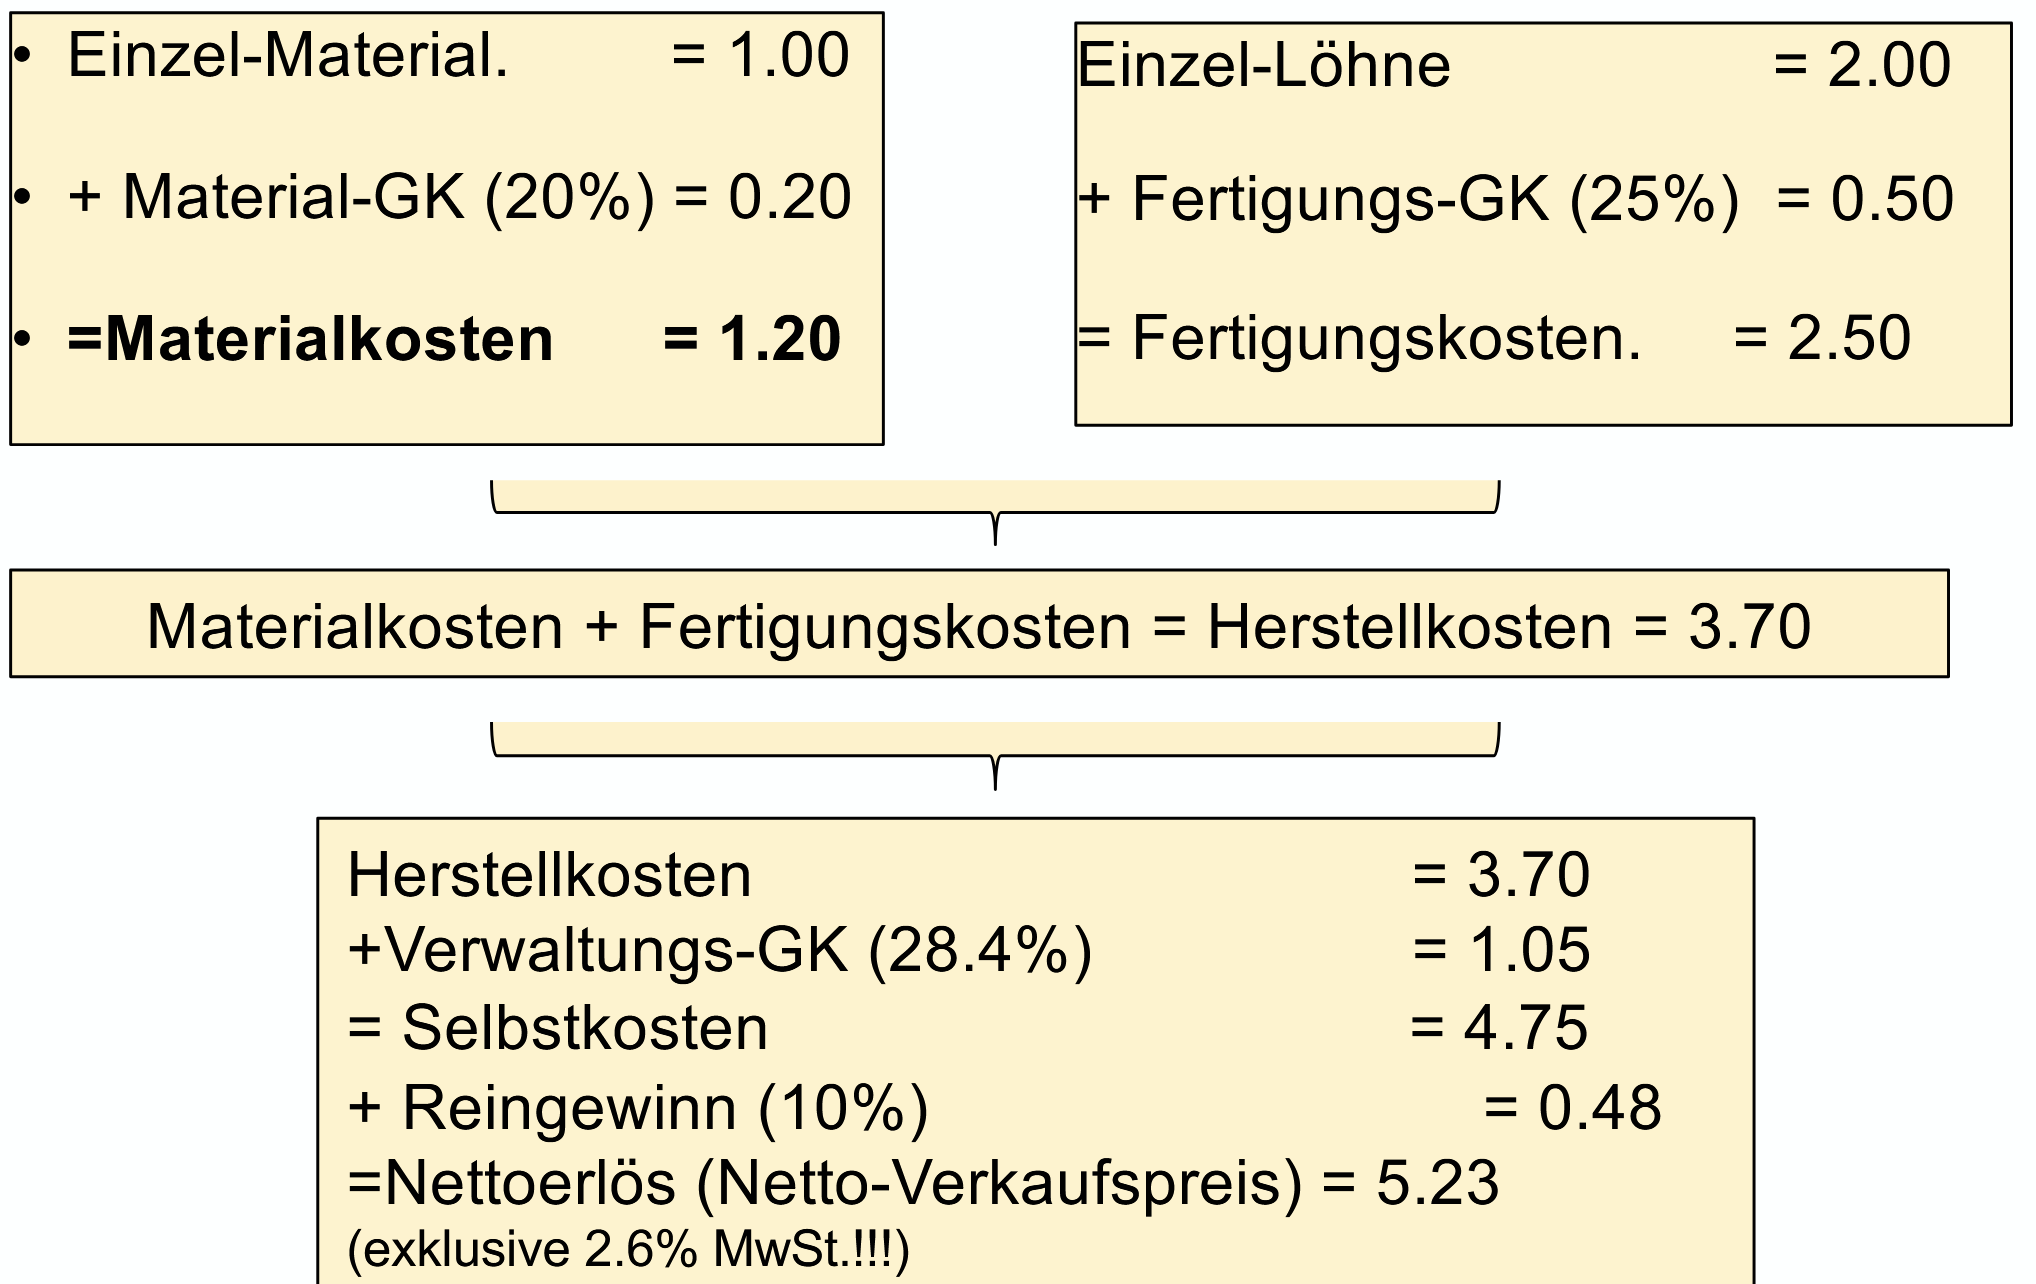 • Einzel-Material. = 1.00
• + Material-GK (20%) = 0.20
• =Materialkosten = 1.20
Einzel-Löhne = 2.00
+ Fertigungs-GK (25%) = 0.50
= Fertigungskosten. = 2.50
Materialkosten + Fertigungskosten = Herstellkosten = 3.70
Herstellkosten = 3.70
+Verwaltungs-GK (28.4%) = 1.05
= Selbstkosten = 4.75
+ Reingewinn (10%) = 0.48
=Nettoerlös (Netto-Verkaufspreis) = 5.23
(exklusive 2.6% MwSt.!!!)